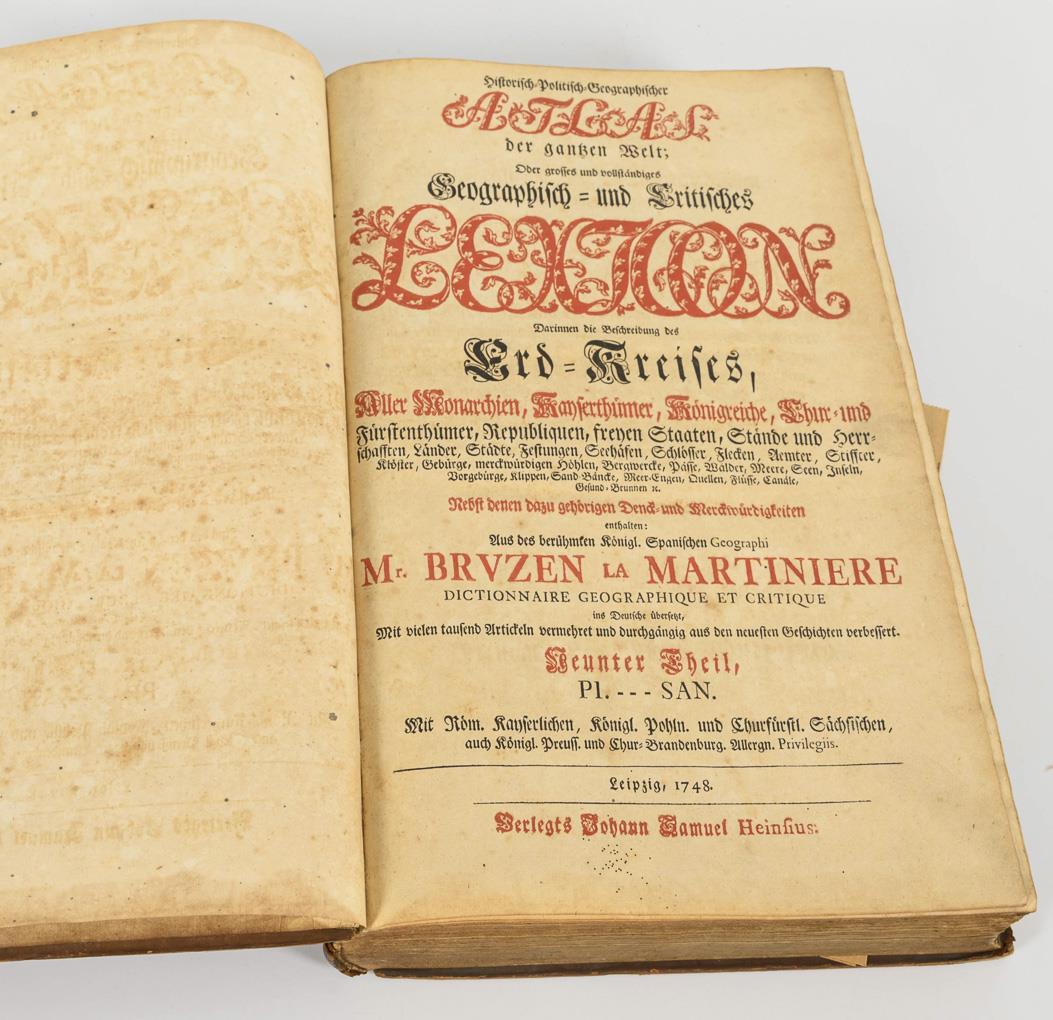 Historisch-Politisch-Geographischer
ATLAS
der gantzen Welt;
Oder grosses und vollständiges
Geographisch- und Critisches
LEXICON
Darinnen die Beschreibung des
Erd-Kreises,
Aller Monarchien, Kayserthümer, Königreiche, Chur- und
Fürstenthümer, Republiquen, freyen Staaten, Stände und Herr-
schafften, Länder, Städte, Festungen, Seehäfen, Schlösser, Flecken, Aemter, Stiffter,
Klöster, Gebürge, merckwürdigen Höhlen, Bergwercke, Pässe, Wälder, Meere, Seen, Inseln,
Vorgebürge, Klippen, Sand-Bäncke, Meer-Engen, Quellen, Flüsse, Canäle,
Gesund-Brunnen ꝛc.
Nebst denen dazu gehörigen Denck- und Merckwürdigkeiten
enthalten:
Aus des berühmten Königl. Spanischen Geographi
Mr. BRVZEN LA MARTINIERE
DICTIONNAIRE GEOGRAPHIQUE ET CRITIQUE
ins Deutsche übersetzt,
Mit vielen tausend Artickeln vermehret und durchgängig aus den neuesten Geschichten verbessert.
Neunter Theil,
Pl. --- SAN.
Mit Röm. Kayserlichen, Königl. Pohln. und Churfürstl. Sächsischen,
auch Königl. Preuss. und Chur-Brandenburg. Allergn. Privilegiis.
Leipzig, 1748.
Verlegts Johann Samuel Heinsius.